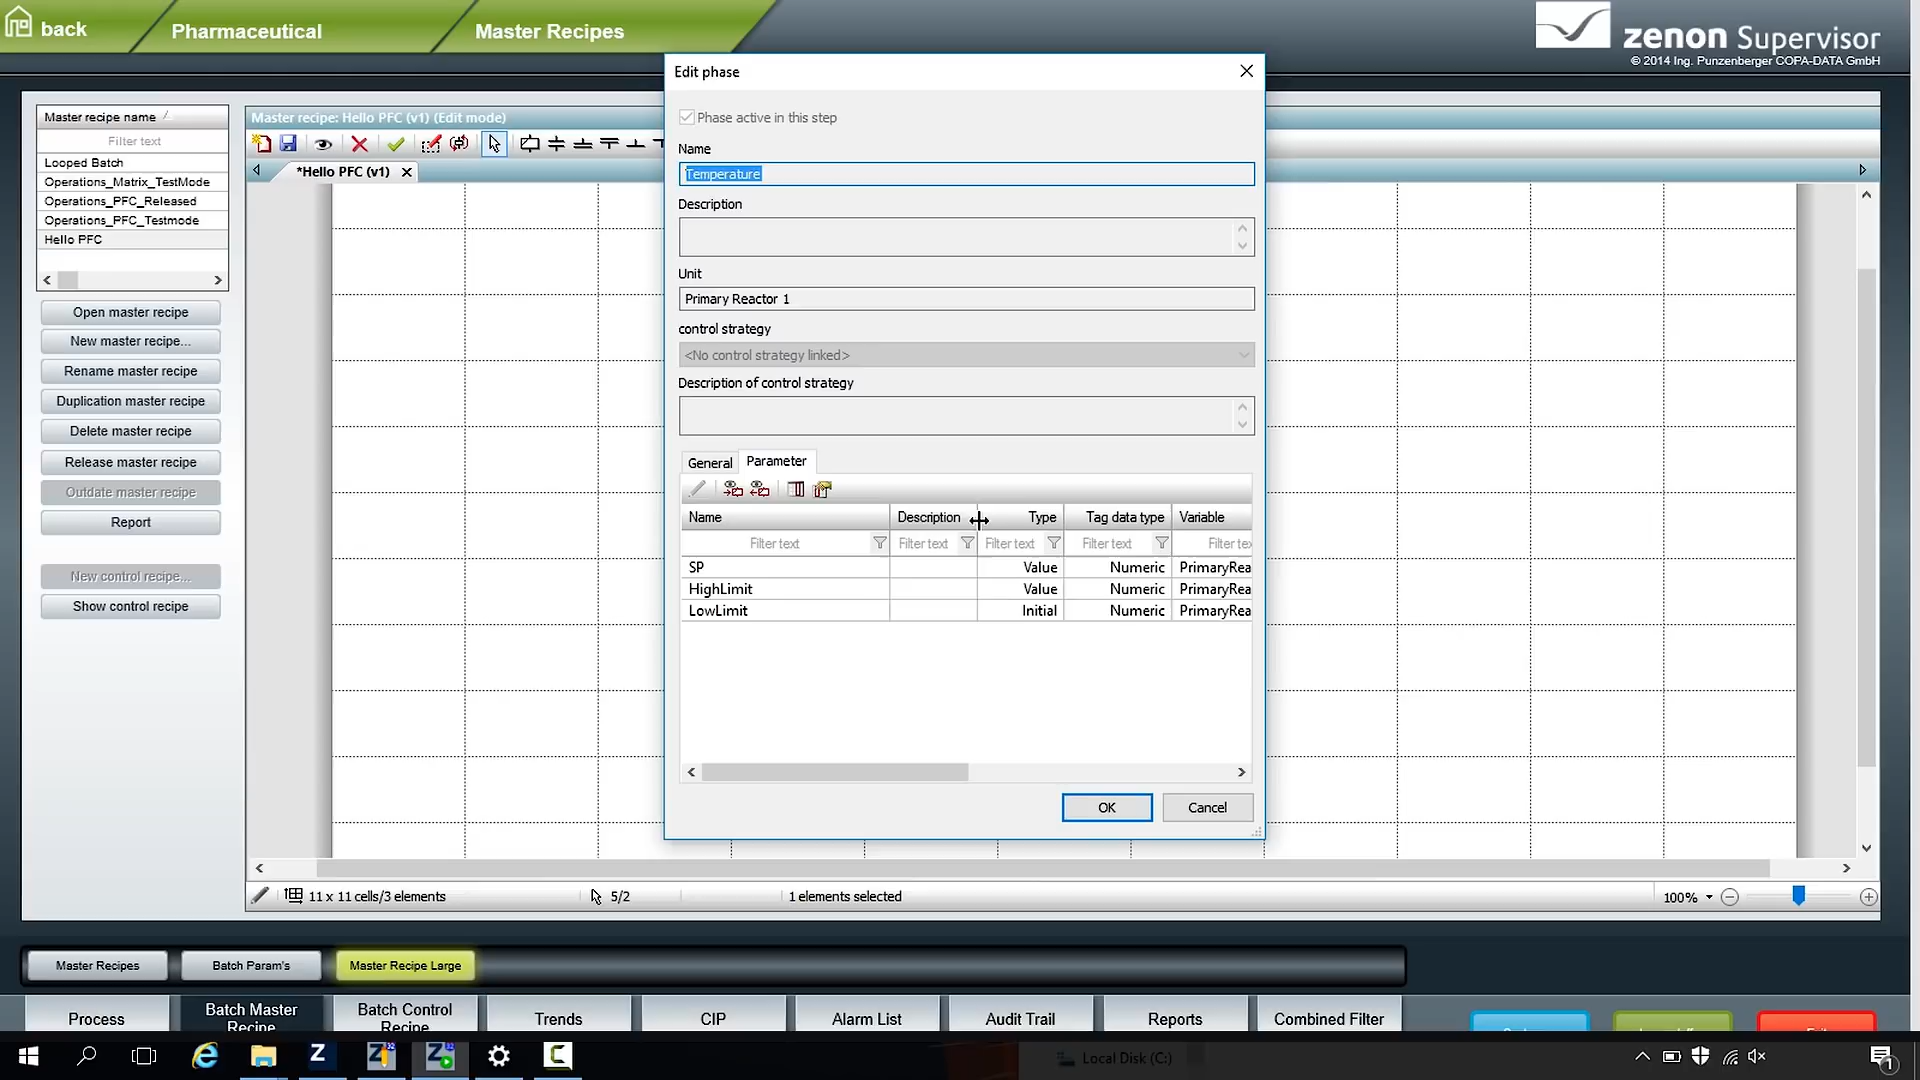 back
Pharmaceutical
Master Recipes
zenon Supervisor
© 2014 Ing. Punzenberger COPA-DATA GmbH
Master recipe name
Filter text
Looped Batch
Operations_Matrix_TestMode
Operations_PFC_Released
Operations_PFC_Testmode
Hello PFC
Open master recipe
New master recipe...
Rename master recipe
Duplication master recipe
Delete master recipe
Release master recipe
Outdate master recipe
Report
New control recipe...
Show control recipe
Master recipe: Hello PFC (v1) (Edit mode)
*Hello PFC (v1)
Edit phase
Phase active in this step
Name
Temperature
Description
Unit
Primary Reactor 1
control strategy
<No control strategy linked>
Description of control strategy
General Parameter
Name Description Type Tag data type Variable
Filter text Filter text Filter text Filter text Filter tex
SP Value Numeric PrimaryRea
HighLimit Value Numeric PrimaryRea
LowLimit Initial Numeric PrimaryRea
OK Cancel
11 x 11 cells/3 elements 5/2 1 elements selected 100%
Master Recipes Batch Param's Master Recipe Large
Process
Batch Master
Recipe
Batch Control
Recipe
Trends
CIP
Alarm List
Audit Trail
Reports
Combined Filter
Local Disk (C:)
1